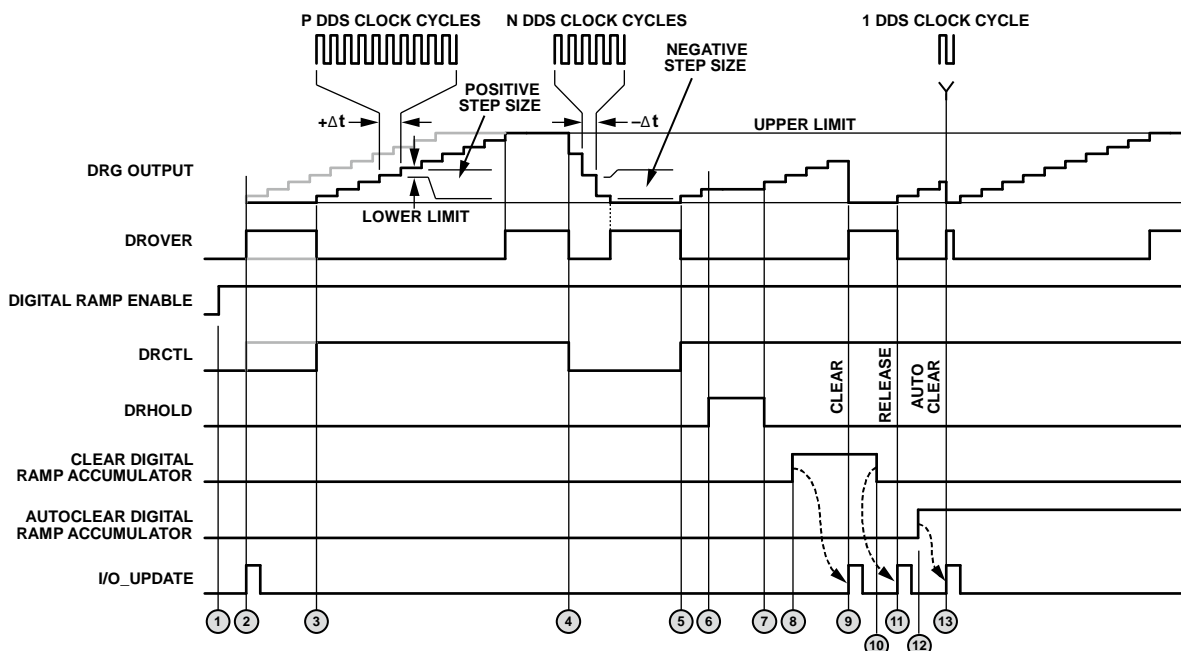 P DDS CLOCK CYCLES
N DDS CLOCK CYCLES
1 DDS CLOCK CYCLE
NEGATIVE
STEP SIZE
POSITIVE
STEP SIZE
+Δt
–Δt
UPPER LIMIT
DRG OUTPUT
LOWER LIMIT
DROVER
DIGITAL RAMP ENABLE
DRCTL
CLEAR
RELEASE
AUTO
CLEAR
DRHOLD
CLEAR DIGITAL
RAMP ACCUMULATOR
AUTOCLEAR DIGITAL
RAMP ACCUMULATOR
I/O_UPDATE
1 2 3 4 5 6 7 8 9 10 11 12 13